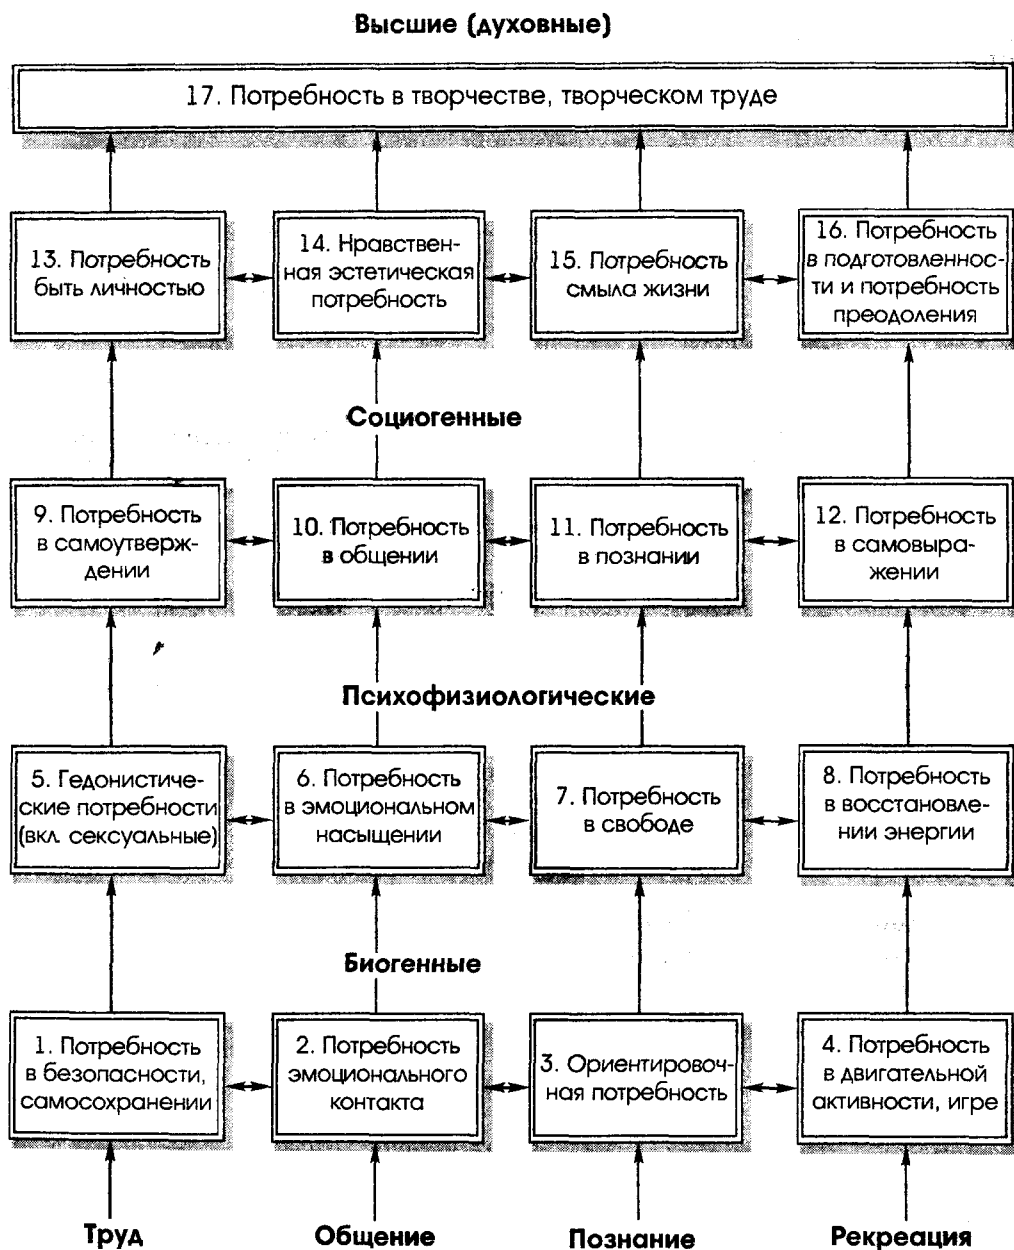 Высшие (духовные)
17. Потребность в творчестве, творческом труде
13. Потребность
быть личностью
14. Нравствен-
ная эстетическая
потребность
15. Потребность
смыла жизни
16. Потребность
в подготовленнос-
ти и потребность
преодоления
Социогенные
9. Потребность
в самоутверж-
дении
10. Потребность
в общении
11. Потребность
в познании
12. Потребность
в самовыра-
жении
Психофизиологические
5. Гедонистиче-
ские потребности
(вкл. сексуальные)
6. Потребность
в эмоциональном
насыщении
7. Потребность
в свободе
8. Потребность
в восстановле-
нии энергии
Биогенные
1. Потребность
в безопасности,
самосохранении
2. Потребность
эмоционального
контакта
3. Ориентировоч-
ная потребность
4. Потребность
в двигательной
активности, игре
Труд
Общение
Познание
Рекреация